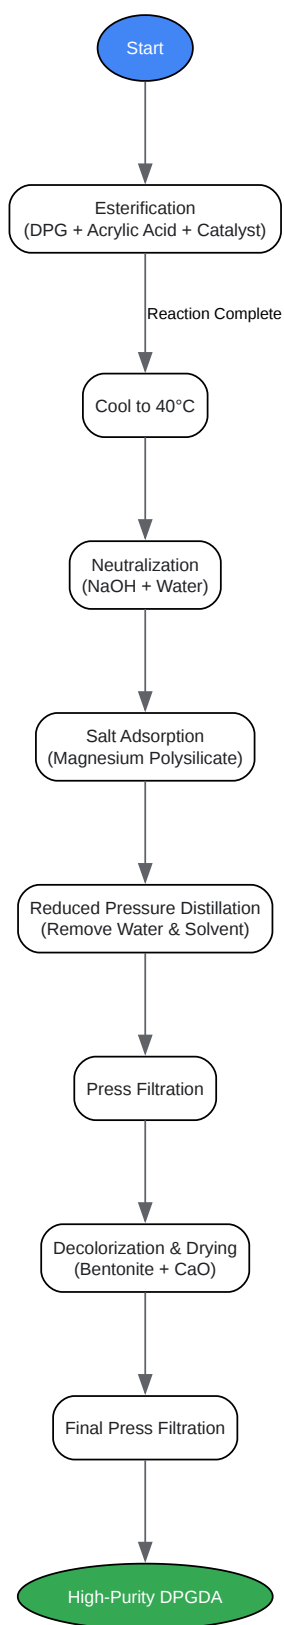 Start
Esterification
(DPG + Acrylic Acid + Catalyst)
Reaction Complete
Cool to 40°C
Neutralization
(NaOH + Water)
Salt Adsorption
(Magnesium Polysilicate)
Reduced Pressure Distillation
(Remove Water & Solvent)
Press Filtration
Decolorization & Drying
(Bentonite + CaO)
Final Press Filtration
High-Purity DPGDA